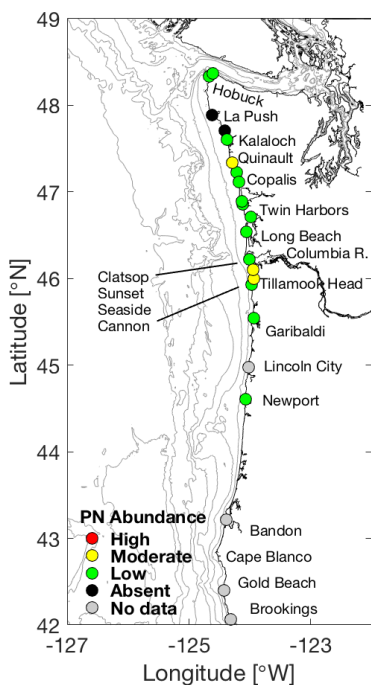 49
48
47
46
45
44
43
42
Latitude [°N]
Hobuck
La Push
Kalaloch
Quinault
Copalis
Twin Harbors
Long Beach
Columbia R.
Clatsop
Sunset
Seaside
Cannon
Tillamook Head
Garibaldi
Lincoln City
Newport
Bandon
Cape Blanco
Gold Beach
Brookings
PN Abundance
High
Moderate
Low
Absent
No data
-127
-125
-124
-123
Longitude [°W]